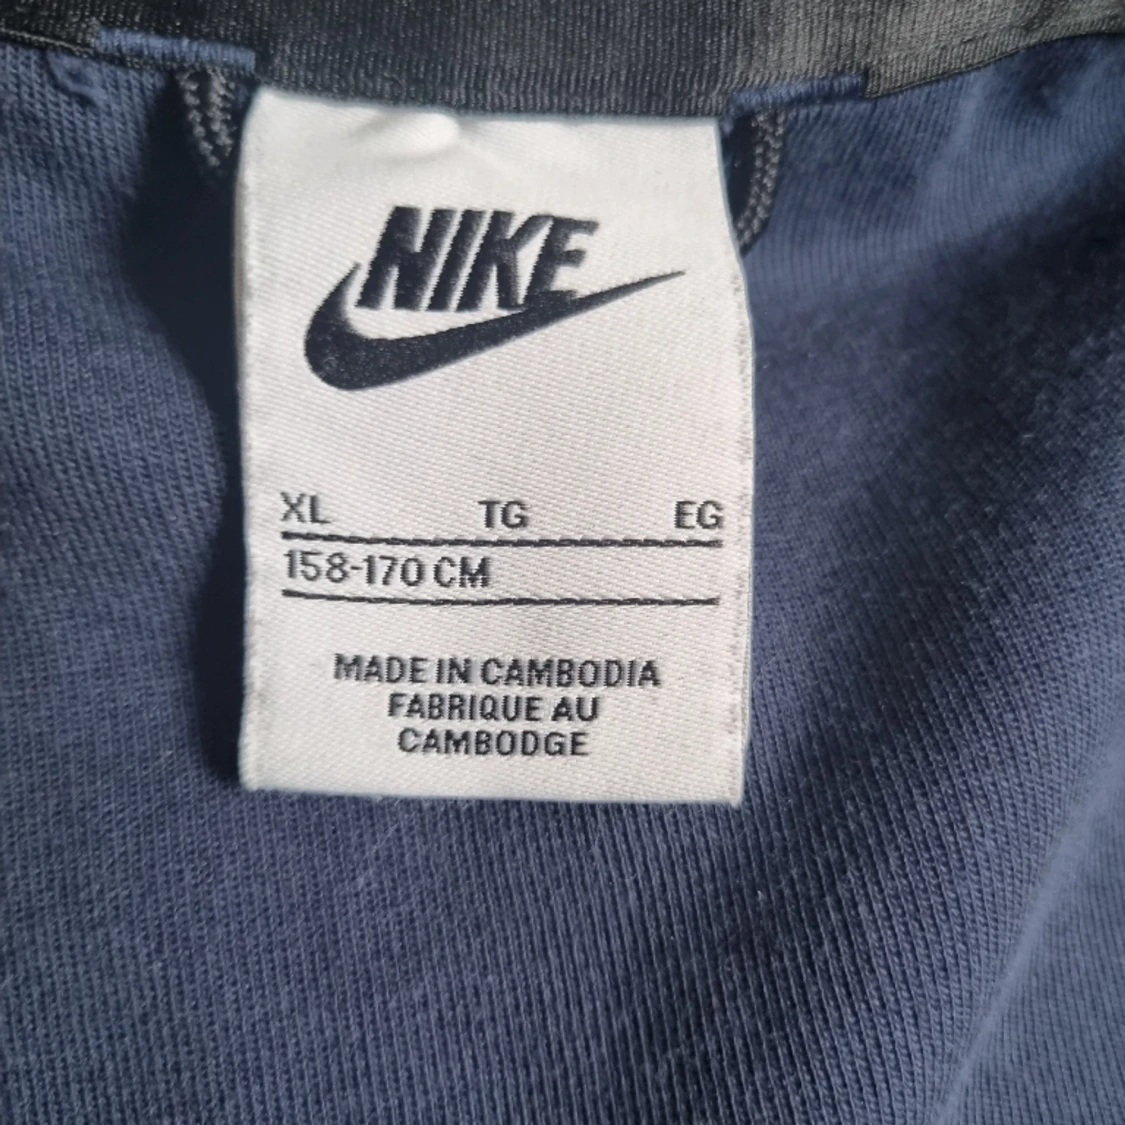 NIKE
XL TG EG
158-170 CM
MADE IN CAMBODIA
FABRIQUE AU
CAMBODGE